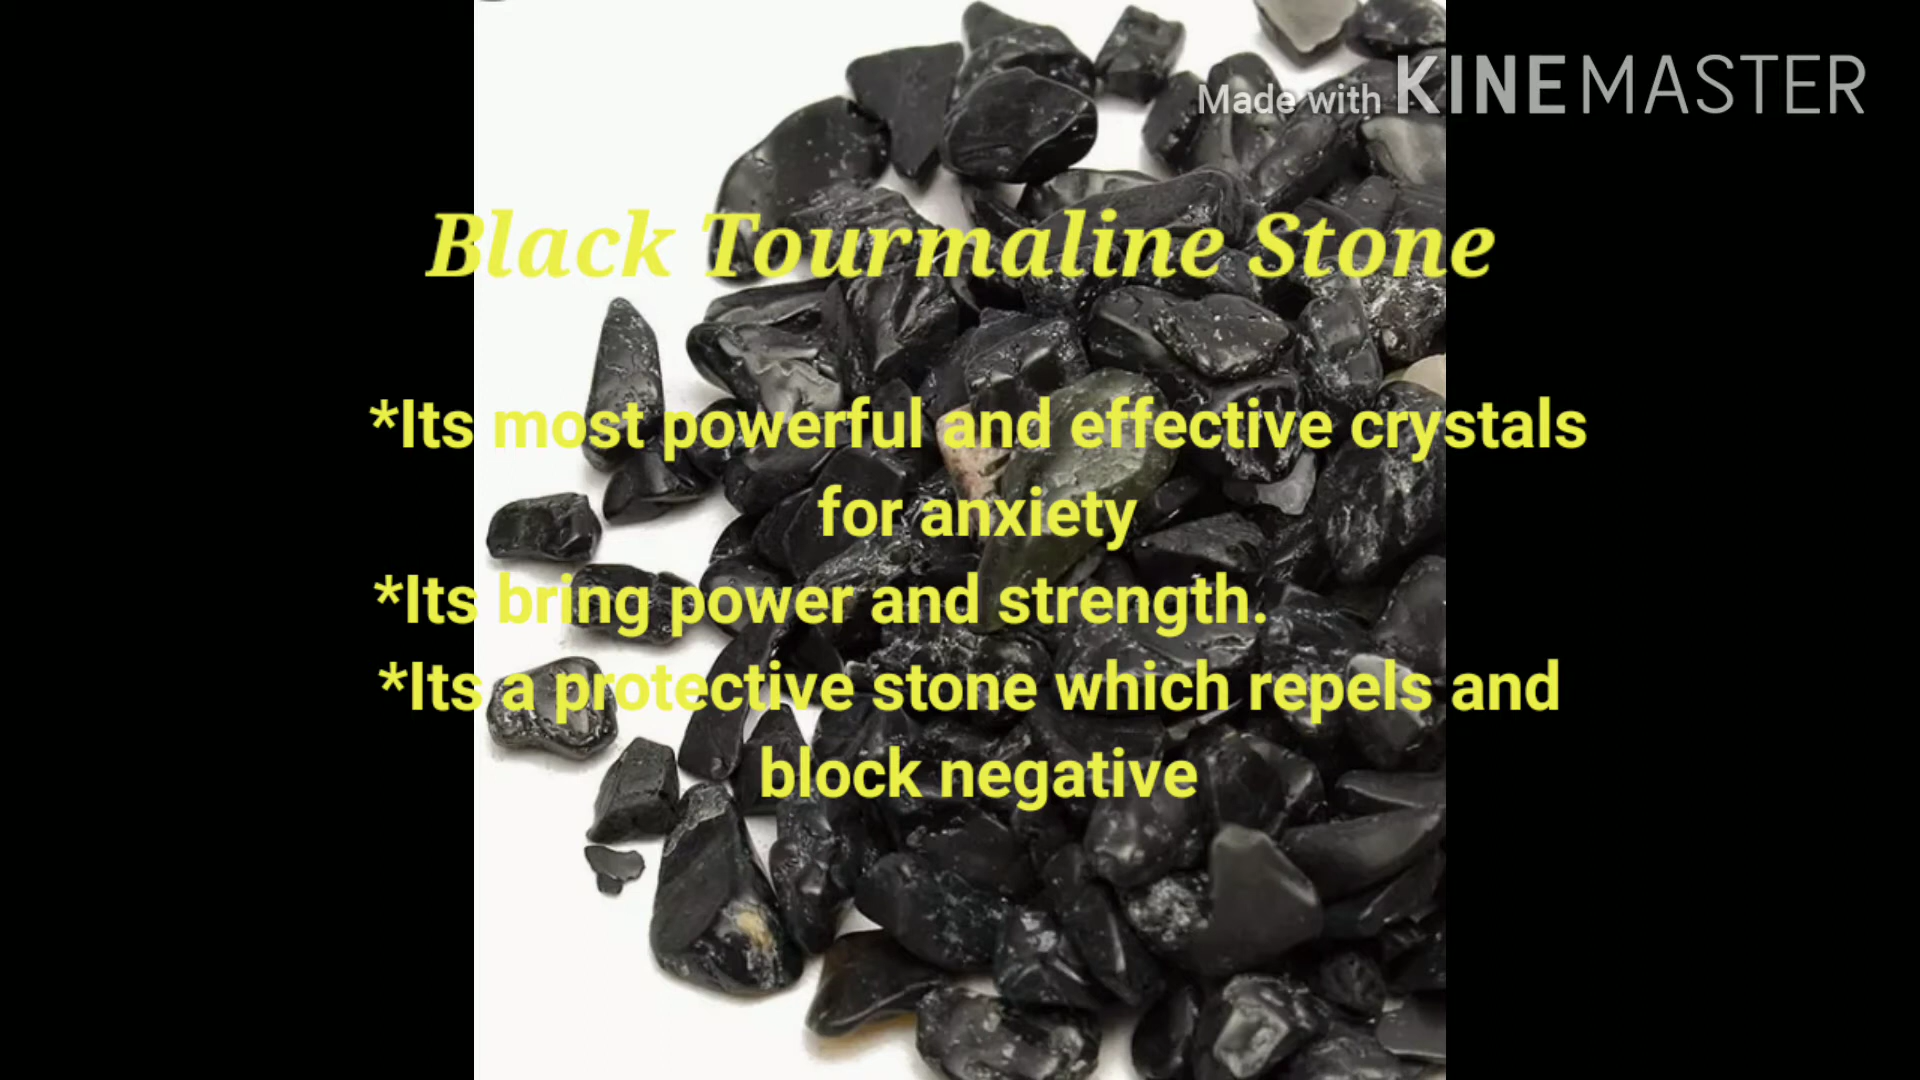 Made with KINEMASTER
Black Tourmaline Stone
*Its most powerful and effective crystals
for anxiety
*Its bring power and strength.
*Its a protective stone which repels and
block negative